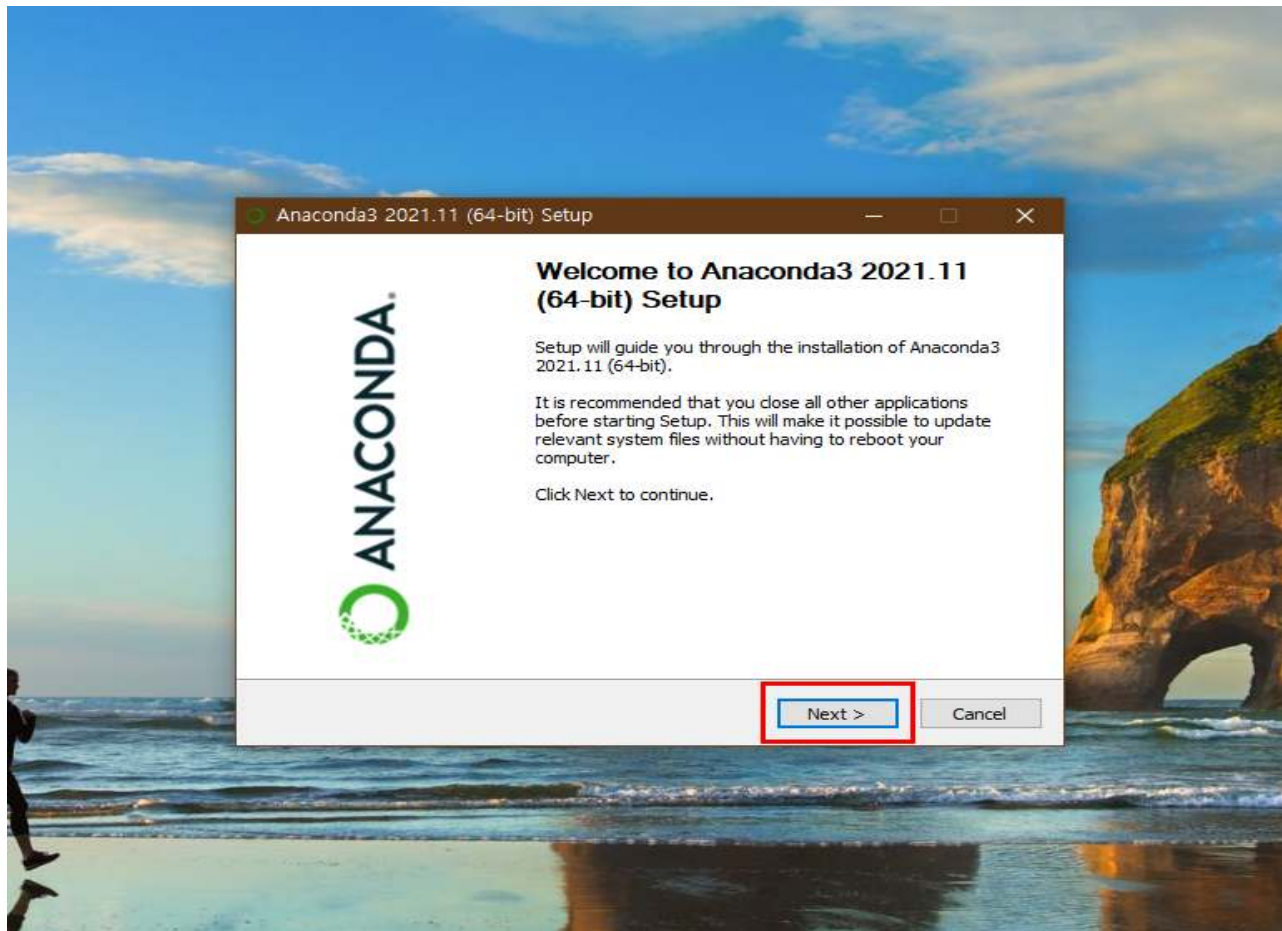 Anaconda3 2021.11 (64-bit) Setup
Welcome to Anaconda3 2021.11
(64-bit) Setup
Setup will guide you through the installation of Anaconda3
2021.11 (64-bit).
It is recommended that you close all other applications
before starting Setup. This will make it possible to update
relevant system files without having to reboot your
computer.
Click Next to continue.
ANACONDA.
Next >
Cancel